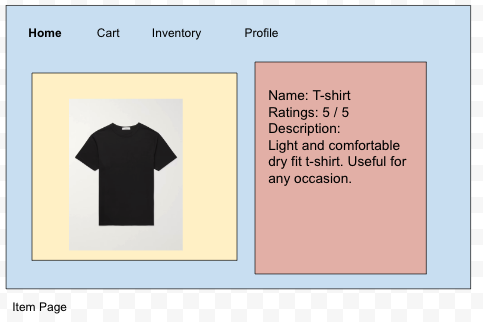 Home Cart Inventory Profile
Name: T-shirt
Ratings: 5 / 5
Description:
Light and comfortable
dry fit t-shirt. Useful for
any occasion.
Item Page